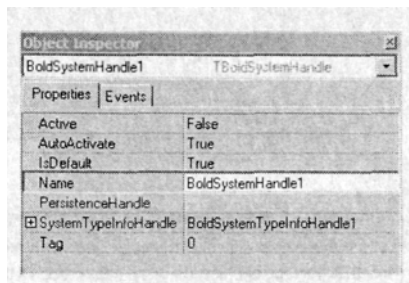 Object Inspector
BoldSystemHandle1 TBoldSystemHandle
Properties Events
Active False
AutoActivate True
IsDefault True
Name BoldSystemHandle1
PersistenceHandle
SystemTypeInfoHandle BoldSystemTypeInfoHandle1
Tag 0